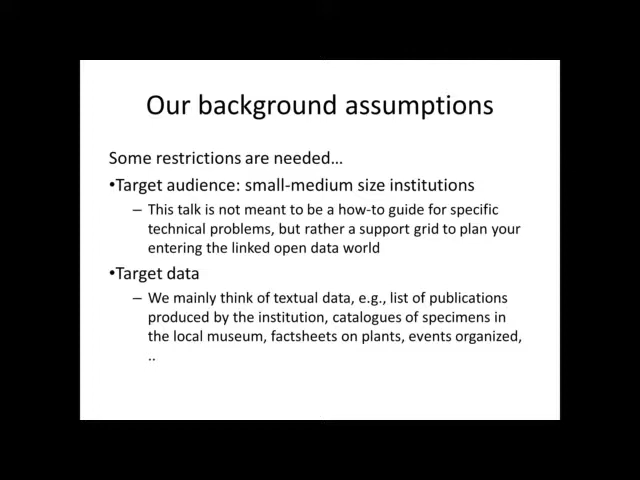 Our background assumptions
Some restrictions are needed…
•Target audience: small-medium size institutions
– This talk is not meant to be a how-to guide for specific
technical problems, but rather a support grid to plan your
entering the linked open data world
•Target data
– We mainly think of textual data, e.g., list of publications
produced by the institution, catalogues of specimens in
the local museum, factsheets on plants, events organized,
..